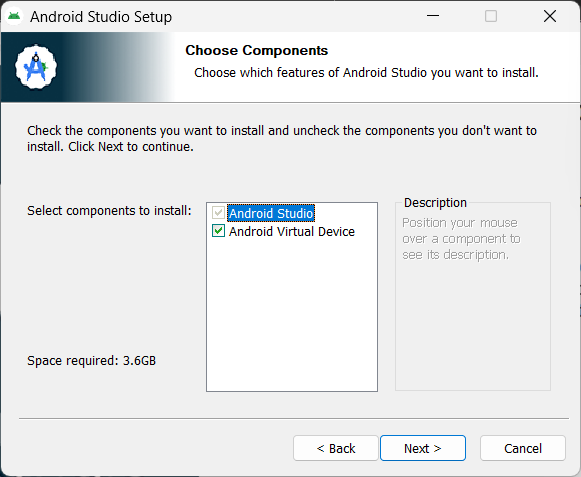 Android Studio Setup
Choose Components
Choose which features of Android Studio you want to install.
Check the components you want to install and uncheck the components you don't want to
install. Click Next to continue.
Select components to install:
Android Studio
Android Virtual Device
Description
Position your mouse
over a component to
see its description.
Space required: 3.6GB
< Back
Next >
Cancel